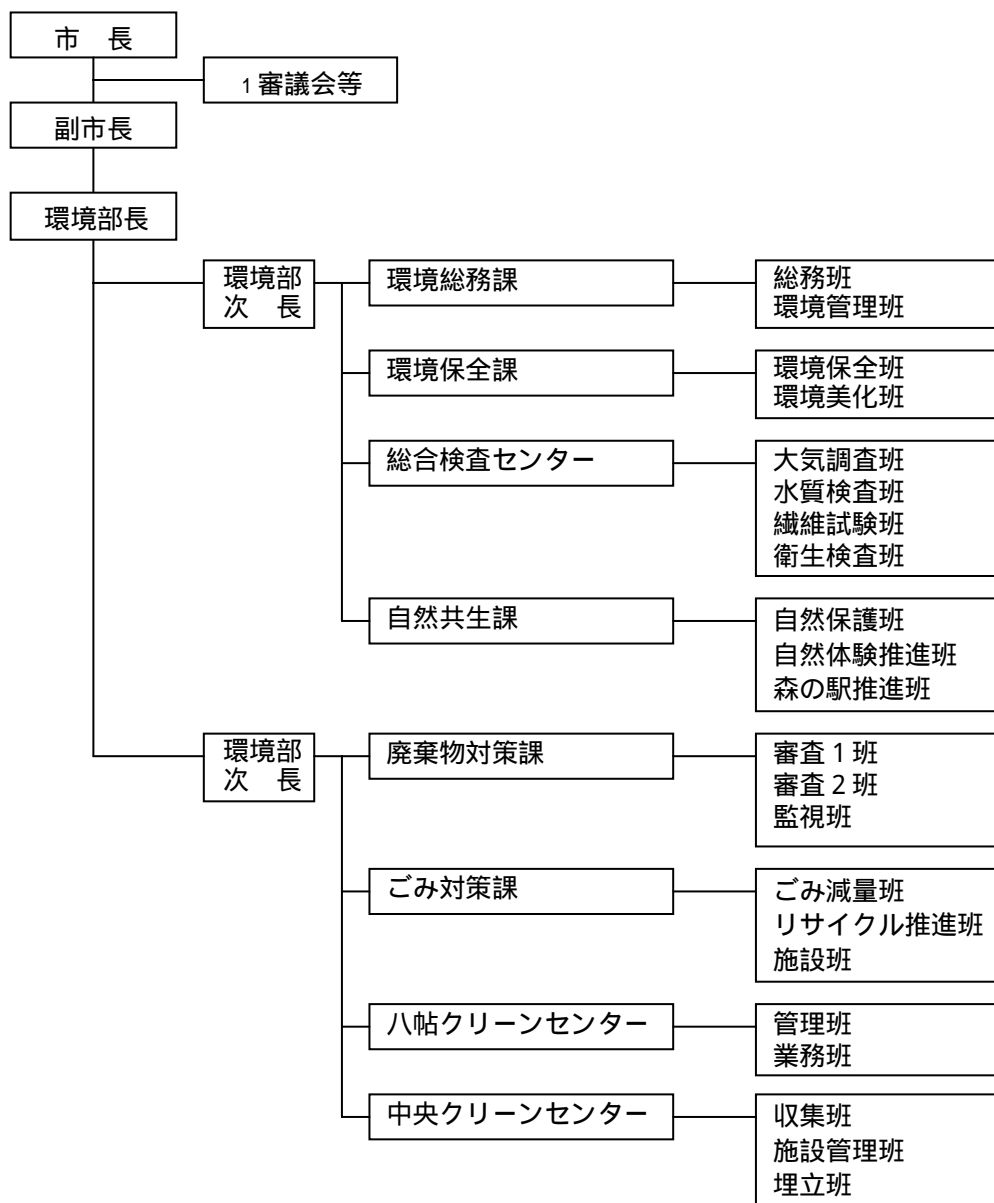 市　長
1 審議会等
副市長
環境部長
環境部
次　長
環境総務課
総務班
環境管理班
環境保全課
環境保全班
環境美化班
総合検査センター
大気調査班
水質検査班
繊維試験班
衛生検査班
自然共生課
自然保護班
自然体験推進班
森の駅推進班
環境部
次　長
廃棄物対策課
審査１班
審査２班
監視班
ごみ対策課
ごみ減量班
リサイクル推進班
施設班
八帖クリーンセンター
管理班
業務班
中央クリーンセンター
収集班
施設管理班
埋立班